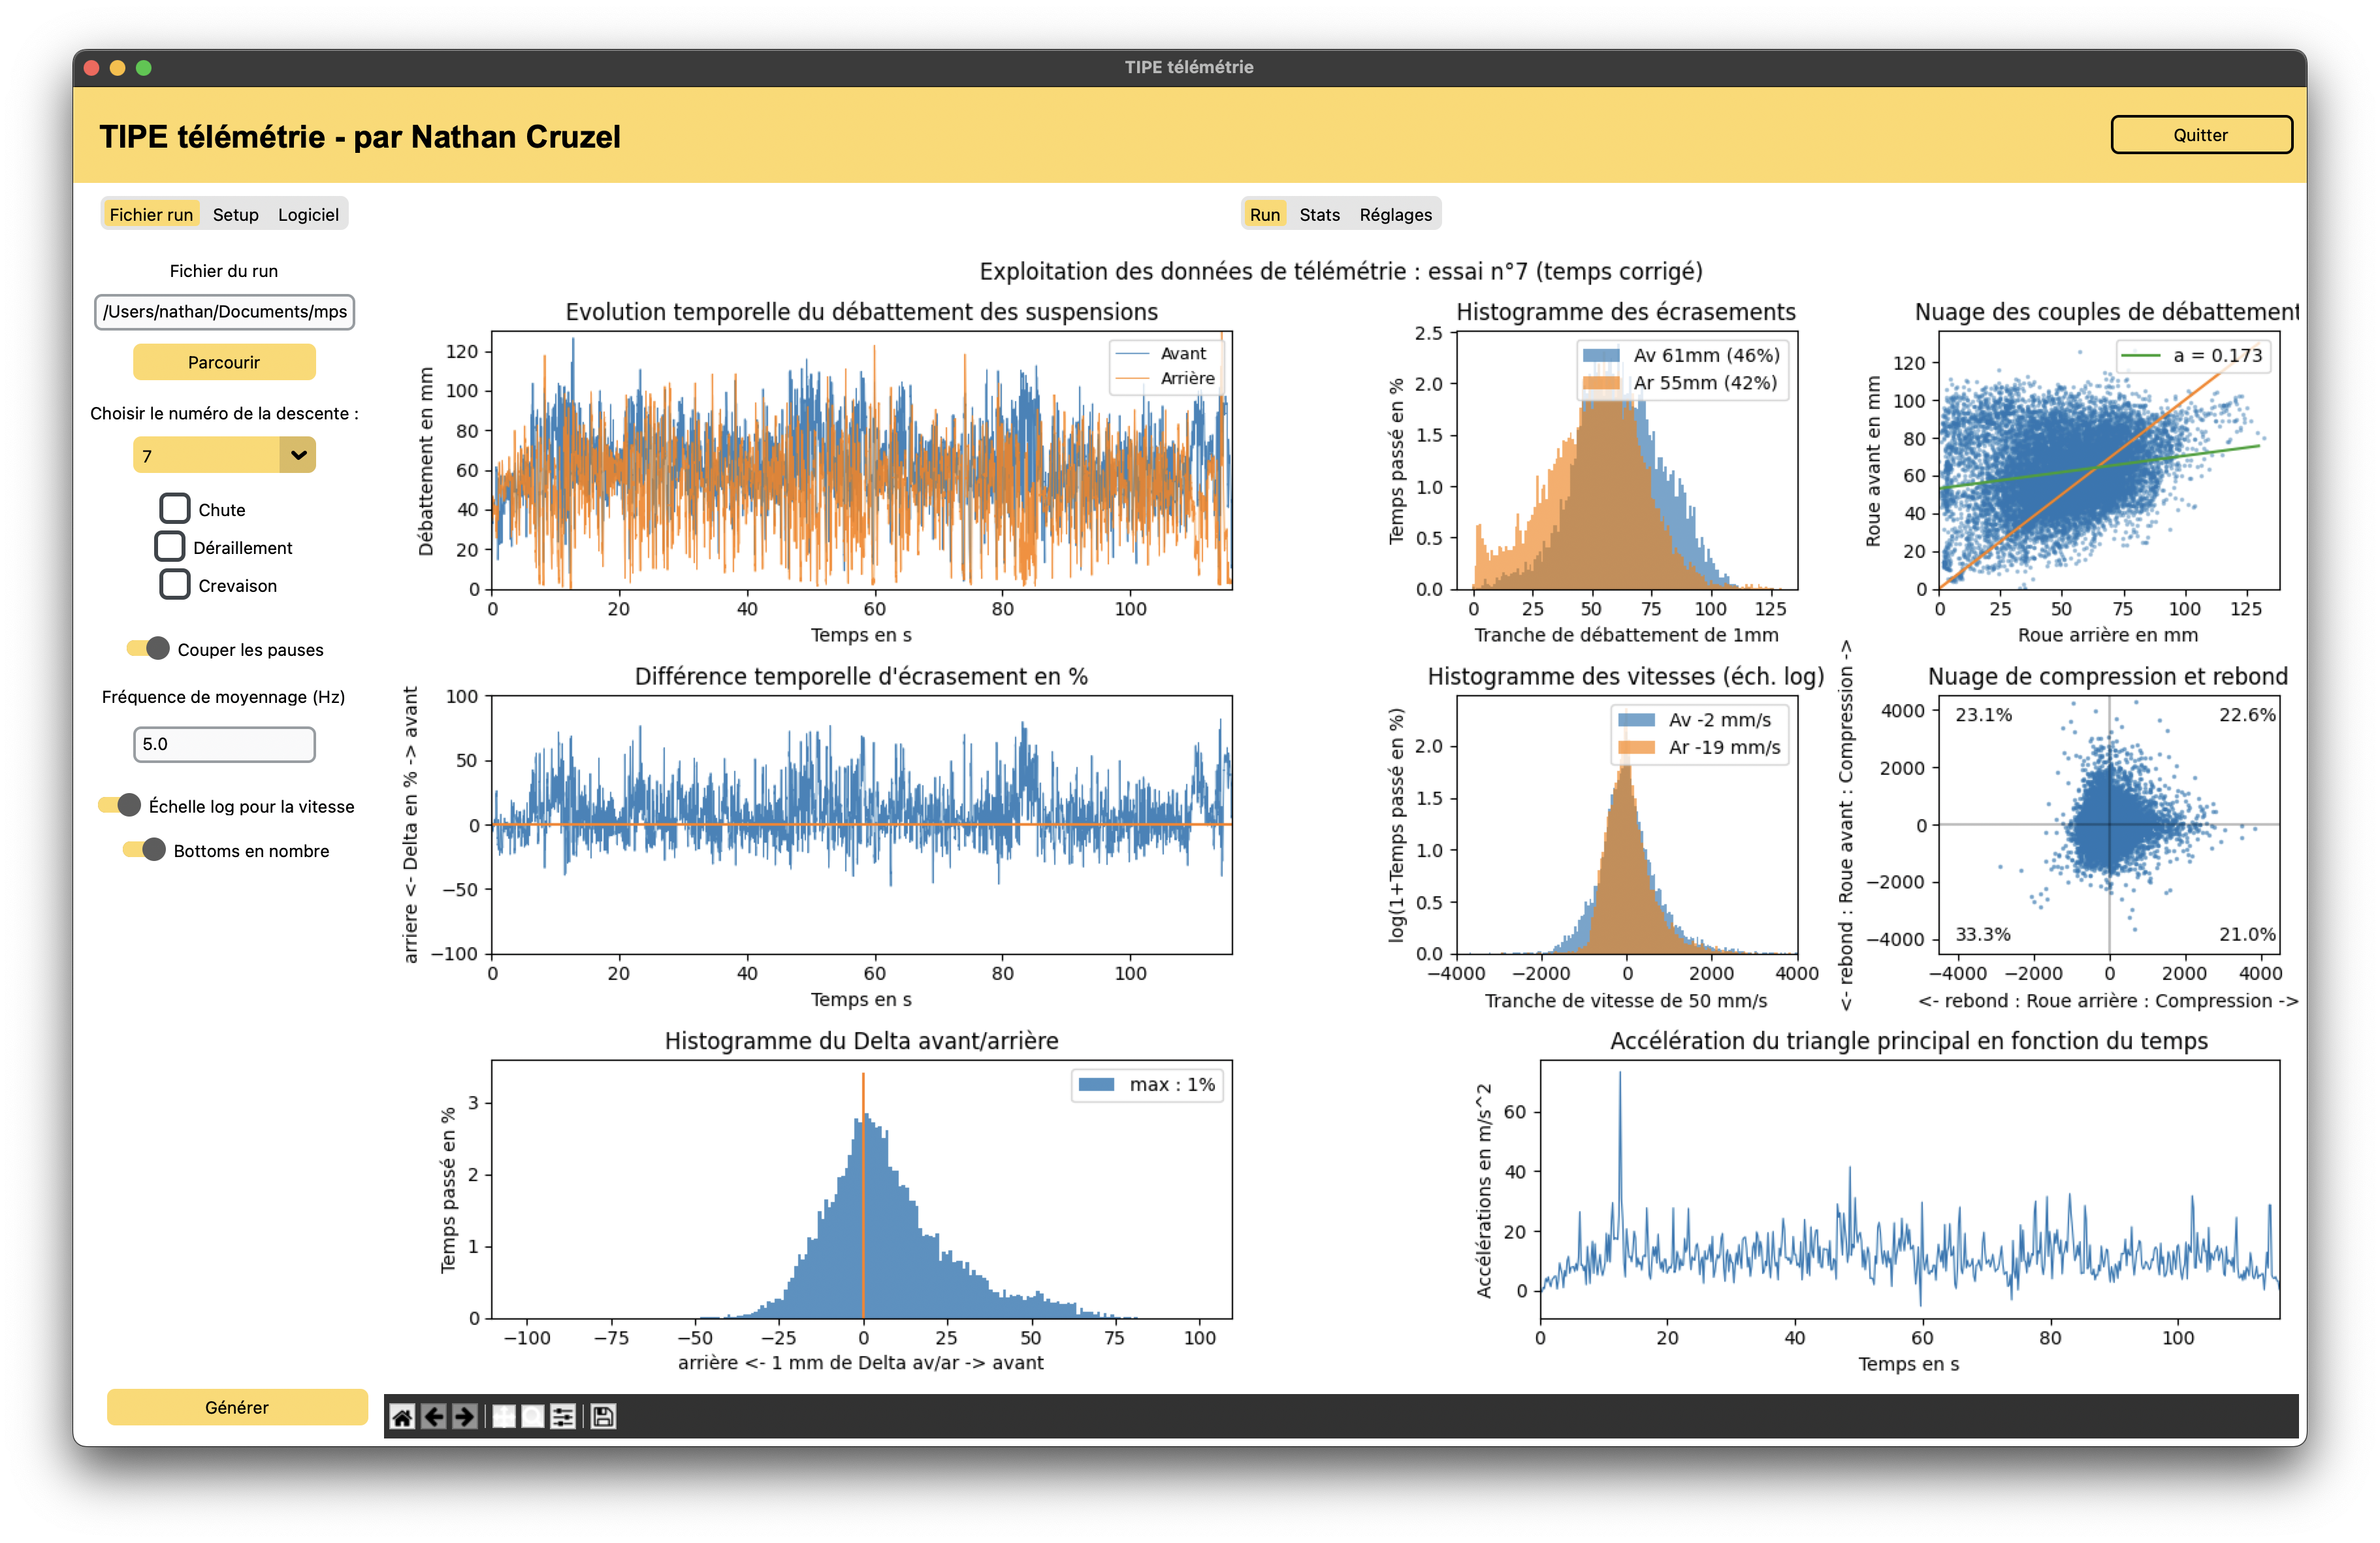 TIPE télémétrie
TIPE télémétrie - par Nathan Cruzel
Quitter
Fichier run
Setup
Logiciel
Run
Stats
Réglages
Fichier du run
/Users/nathan/Documents/mps
Parcourir
Choisir le numéro de la descente :
7
Chute
Déraillement
Crevaison
Couper les pauses
Fréquence de moyennage (Hz)
5.0
Échelle log pour la vitesse
Bottoms en nombre
Générer
Exploitation des données de télémétrie : essai n°7 (temps corrigé)
Evolution temporelle du débattement des suspensions
Débattement en mm
120
100
80
60
40
20
0
Avant
Arrière
0 20 40 60 80 100
Temps en s
Histogramme des écrasements
Temps passé en %
2.5
2.0
1.5
1.0
0.5
0.0
Av 61mm (46%)
Ar 55mm (42%)
0 25 50 75 100 125
Tranche de débattement de 1mm
Nuage des couples de débattement
Roue avant en mm
120
100
80
60
40
20
0
a = 0.173
0 25 50 75 100 125
Roue arrière en mm
Différence temporelle d'écrasement en %
arriere <- Delta en % -> avant
100
50
0
−50
−100
0 20 40 60 80 100
Temps en s
Histogramme des vitesses (éch. log)
log(1+Temps passé en %)
2.0
1.5
1.0
0.5
0.0
Av -2 mm/s
Ar -19 mm/s
−4000 −2000 0 2000 4000
Tranche de vitesse de 50 mm/s
Nuage de compression et rebond
<- rebond : Roue avant : Compression ->
4000
2000
0
−2000
−4000
23.1%
22.6%
33.3%
21.0%
−4000 −2000 0 2000 4000
<- rebond : Roue arrière : Compression ->
Histogramme du Delta avant/arrière
Temps passé en %
3
2
1
0
max : 1%
−100 −75 −50 −25 0 25 50 75 100
arrière <- 1 mm de Delta av/ar -> avant
Accélération du triangle principal en fonction du temps
Accélérations en m/s^2
60
40
20
0
0 20 40 60 80 100
Temps en s